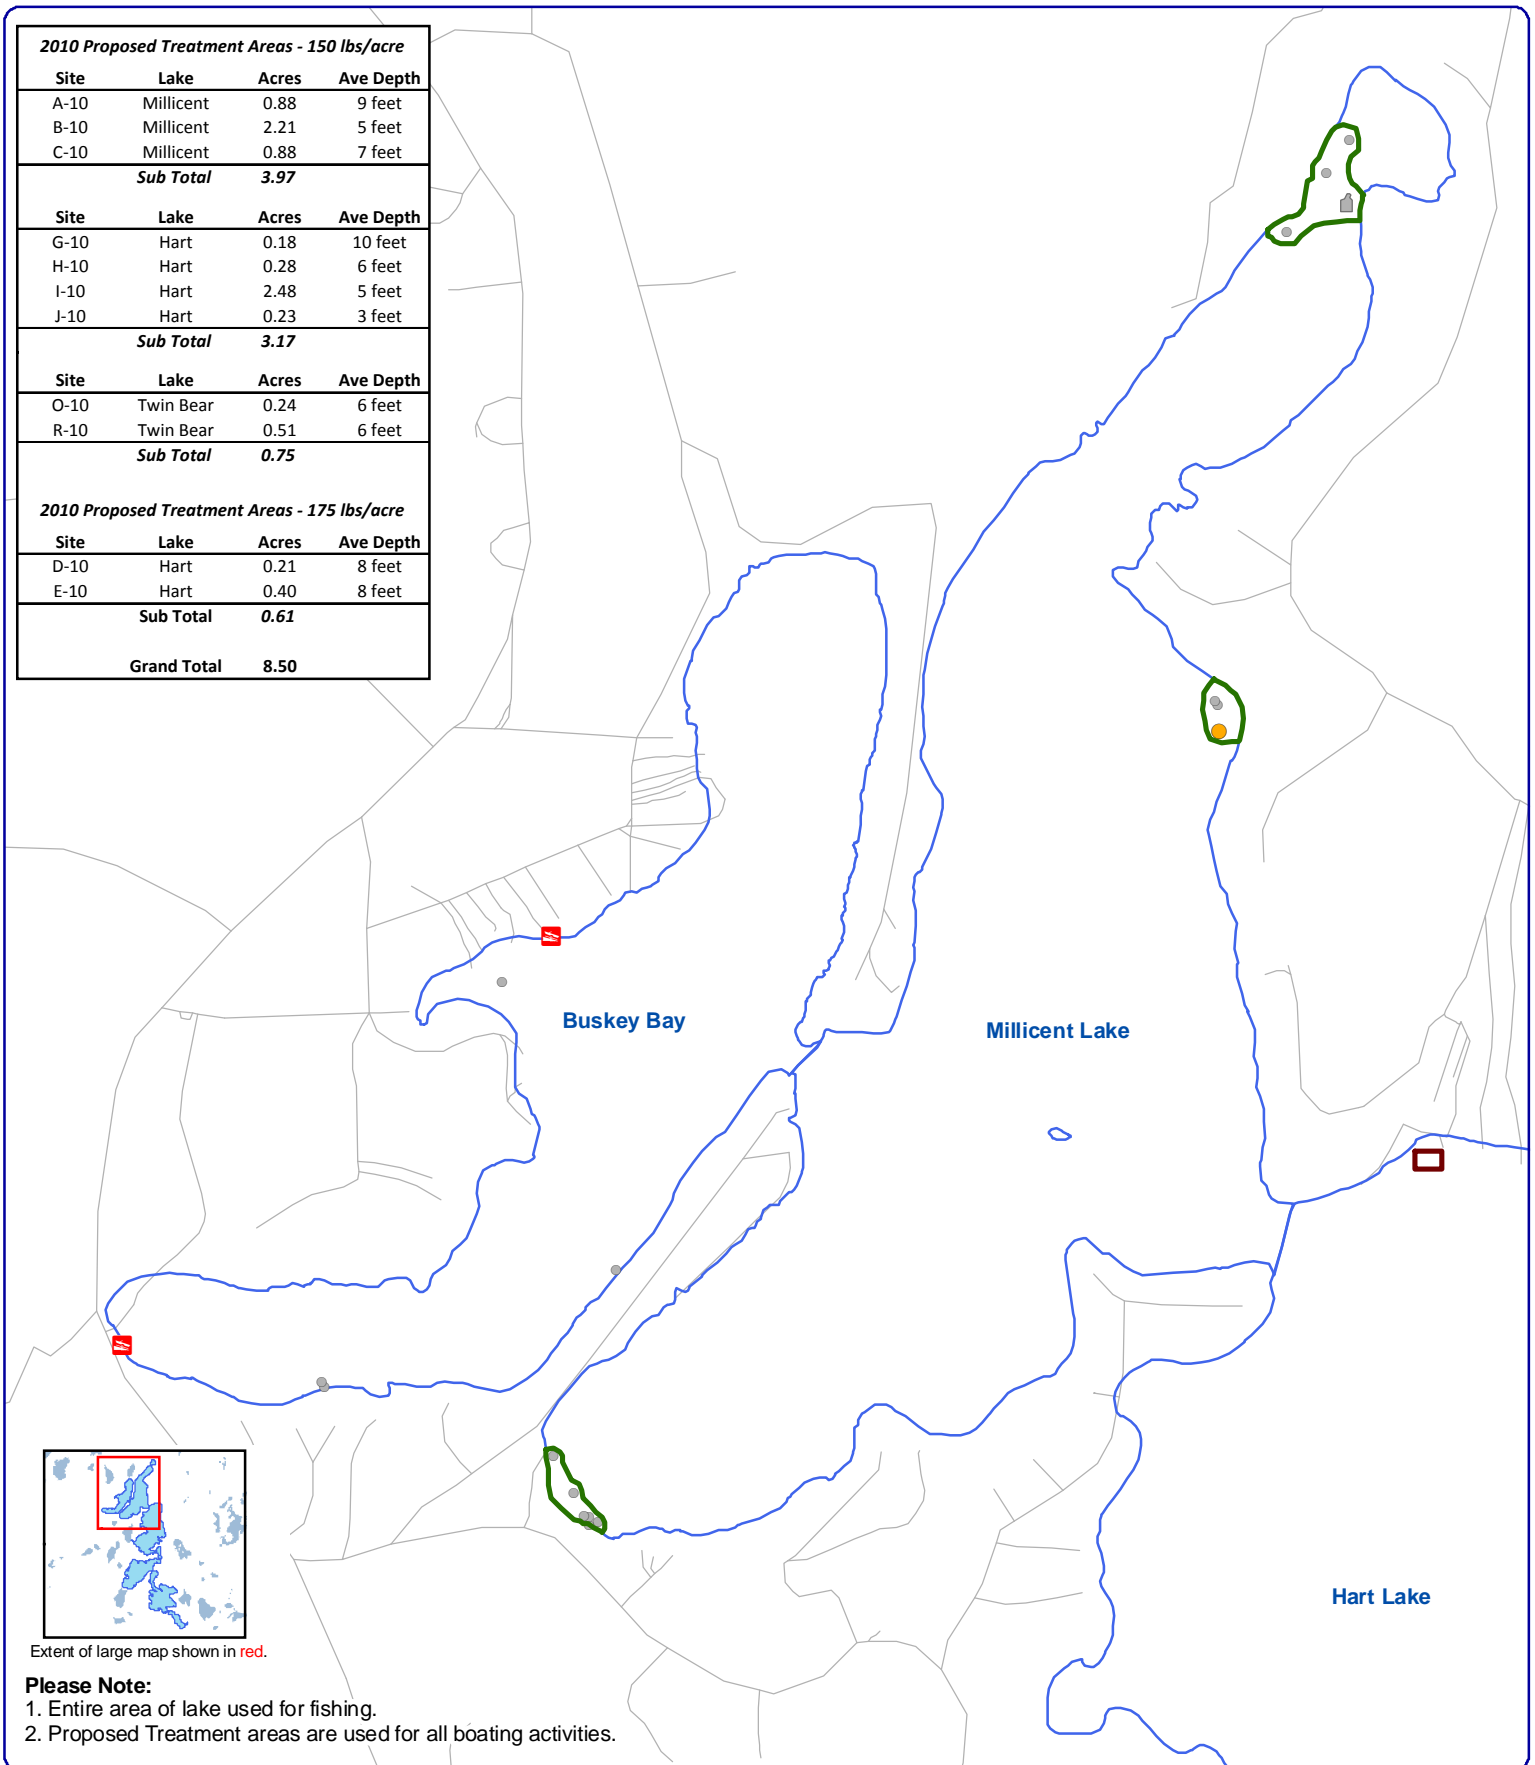 2010 Proposed Treatment Areas - 150 lbs/acre
Site Lake Acres Ave Depth
A-10 Millicent 0.88 9 feet
B-10 Millicent 2.21 5 feet
C-10 Millicent 0.88 7 feet
Sub Total 3.97
Site Lake Acres Ave Depth
G-10 Hart 0.18 10 feet
H-10 Hart 0.28 6 feet
I-10 Hart 2.48 5 feet
J-10 Hart 0.23 3 feet
Sub Total 3.17
Site Lake Acres Ave Depth
O-10 Twin Bear 0.24 6 feet
R-10 Twin Bear 0.51 6 feet
Sub Total 0.75
2010 Proposed Treatment Areas - 175 lbs/acre
Site Lake Acres Ave Depth
D-10 Hart 0.21 8 feet
E-10 Hart 0.40 8 feet
Sub Total 0.61
Grand Total 8.50
Buskey Bay
Millicent Lake
Hart Lake
Extent of large map shown in red.
Please Note:
1. Entire area of lake used for fishing.
2. Proposed Treatment areas are used for all boating activities.